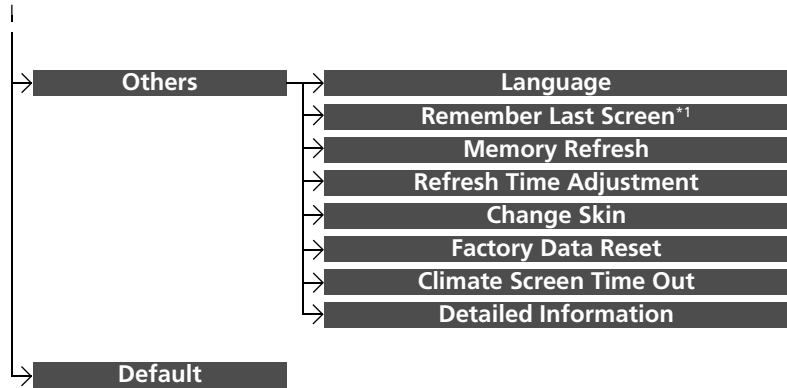 Others
Language
Remember Last Screen*1
Memory Refresh
Refresh Time Adjustment
Change Skin
Factory Data Reset
Climate Screen Time Out
Detailed Information
Default